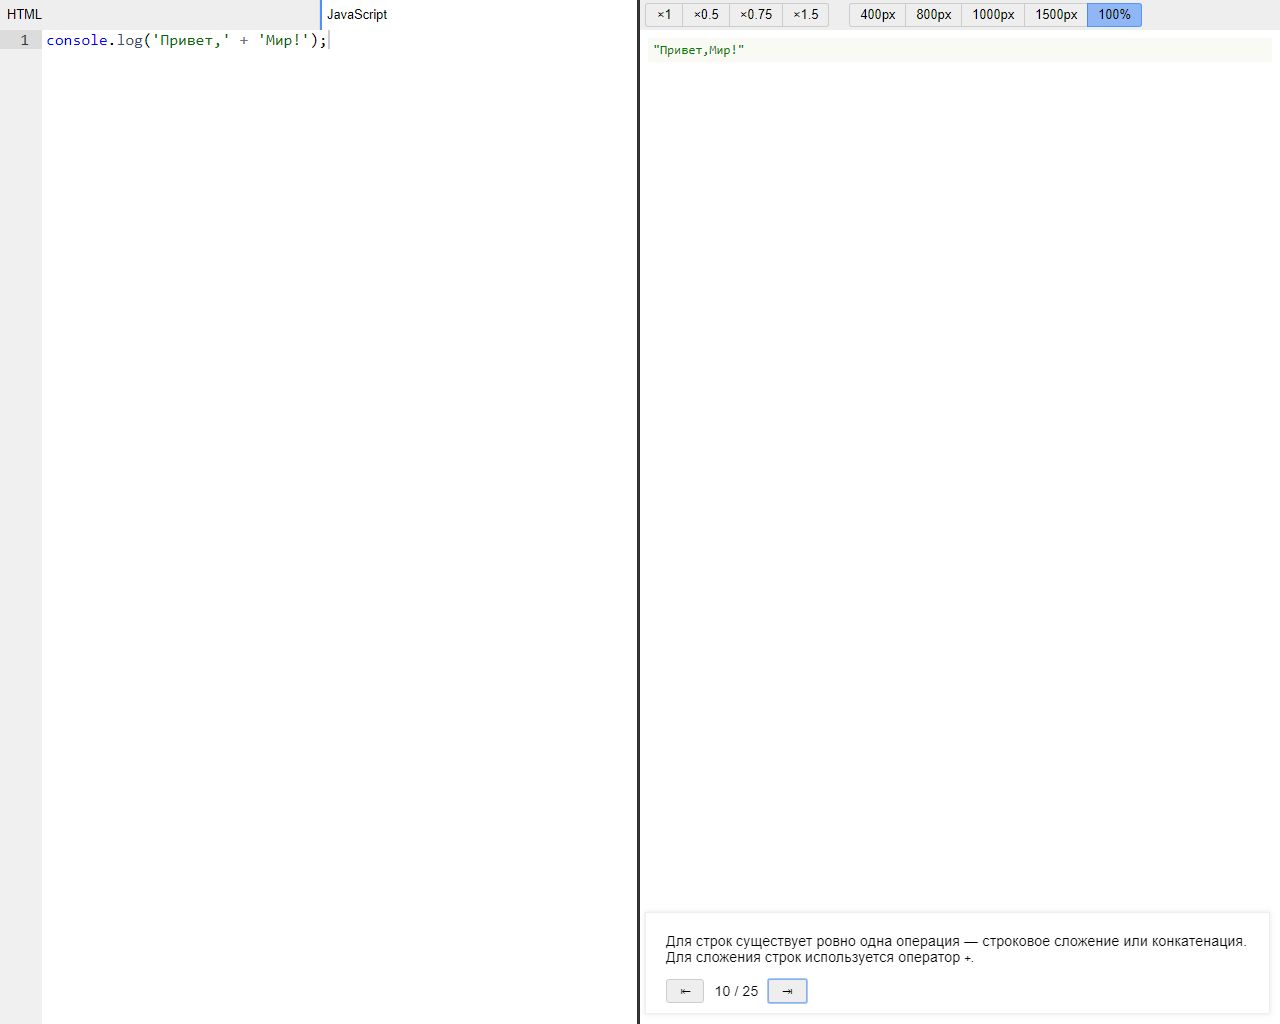 HTML
JavaScript
×1 ×0.5 ×0.75 ×1.5 400px 800px 1000px 1500px 100%
1 console.log('Привет,' + 'Мир!');
"Привет,Мир!"
Для строк существует ровно одна операция — строковое сложение или конкатенация.
Для сложения строк используется оператор +.
⇤ 10 / 25 ⇥